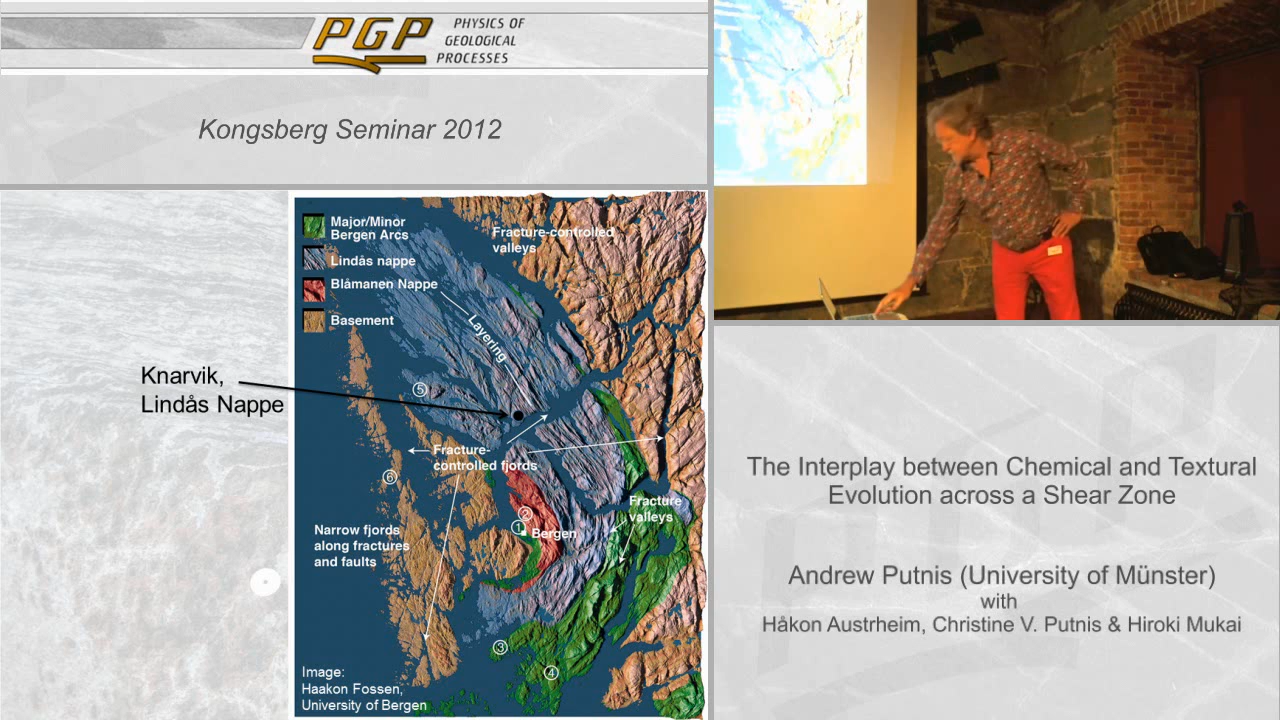 PGP
PHYSICS OF
GEOLOGICAL
PROCESSES
Kongsberg Seminar 2012
Major/Minor
Bergen Arcs
Lindås nappe
Blåmanen Nappe
Basement
Fracture-controlled
valleys
Layering
Knarvik,
Lindås Nappe
5
Fracture-
controlled fjords
6
Fracture
valleys
2
1
Bergen
Narrow fjords
along fractures
and faults
3
4
Image:
Haakon Fossen,
University of Bergen
The Interplay between Chemical and Textural
Evolution across a Shear Zone
Andrew Putnis (University of Münster)
with
Håkon Austrheim, Christine V. Putnis & Hiroki Mukai